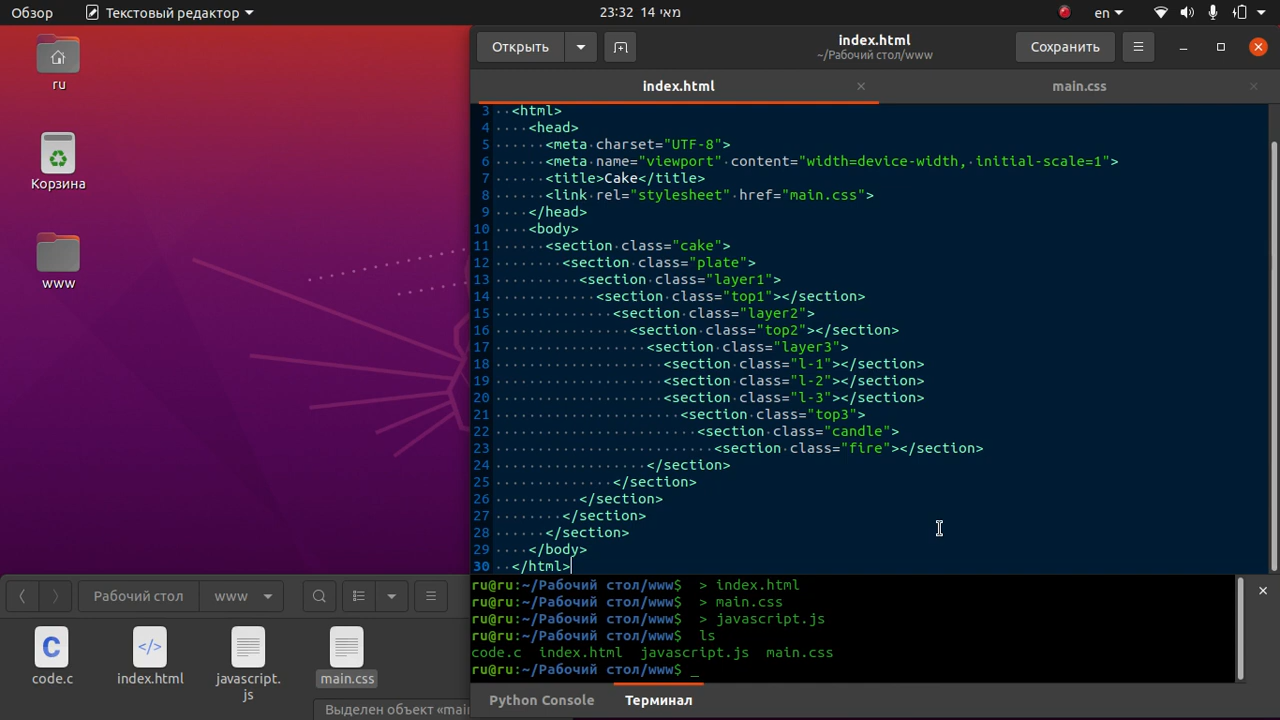 Обзор
Текстовый редактор
23:32 14 מאי
en
ru
Корзина
www
Открыть
index.html
~/Рабочий стол/www
Сохранить
index.html
main.css
3 <html>
4 <head>
5 <meta charset="UTF-8">
6 <meta name="viewport" content="width=device-width, initial-scale=1">
7 <title>Cake</title>
8 <link rel="stylesheet" href="main.css">
9 </head>
10 <body>
11 <section class="cake">
12 <section class="plate">
13 <section class="layer1">
14 <section class="top1"></section>
15 <section class="layer2">
16 <section class="top2"></section>
17 <section class="layer3">
18 <section class="l-1"></section>
19 <section class="l-2"></section>
20 <section class="l-3"></section>
21 <section class="top3">
22 <section class="candle">
23 <section class="fire"></section>
24 </section>
25 </section>
26 </section>
27 </section>
28 </section>
29 </body>
30 </html>
ru@ru:~/Рабочий стол/www$ > index.html
ru@ru:~/Рабочий стол/www$ > main.css
ru@ru:~/Рабочий стол/www$ > javascript.js
ru@ru:~/Рабочий стол/www$ ls
code.c index.html javascript.js main.css
ru@ru:~/Рабочий стол/www$ _
Python Console
Терминал
Рабочий стол
www
C
code.c
</>
index.html
javascript.
js
main.css
Выделен объект «mai